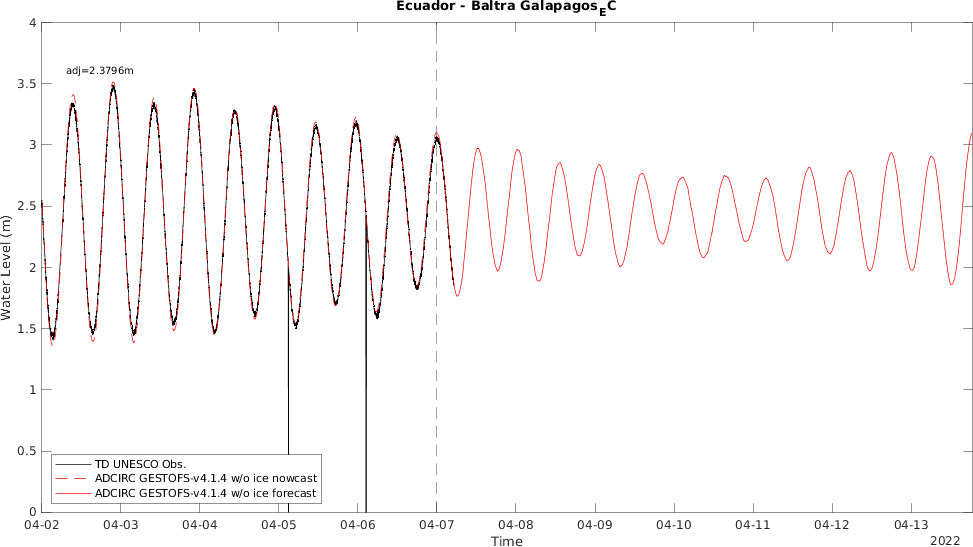 Ecuador - Baltra Galapagos_EC
adj=2.3796m
4
3.5
3
2.5
2
1.5
1
0.5
0
Water Level (m)
TD UNESCO Obs.
ADCIRC GESTOFS-v4.1.4 w/o ice nowcast
ADCIRC GESTOFS-v4.1.4 w/o ice forecast
04-02 04-03 04-04 04-05 04-06 04-07 04-08 04-09 04-10 04-11 04-12 04-13
Time
2022